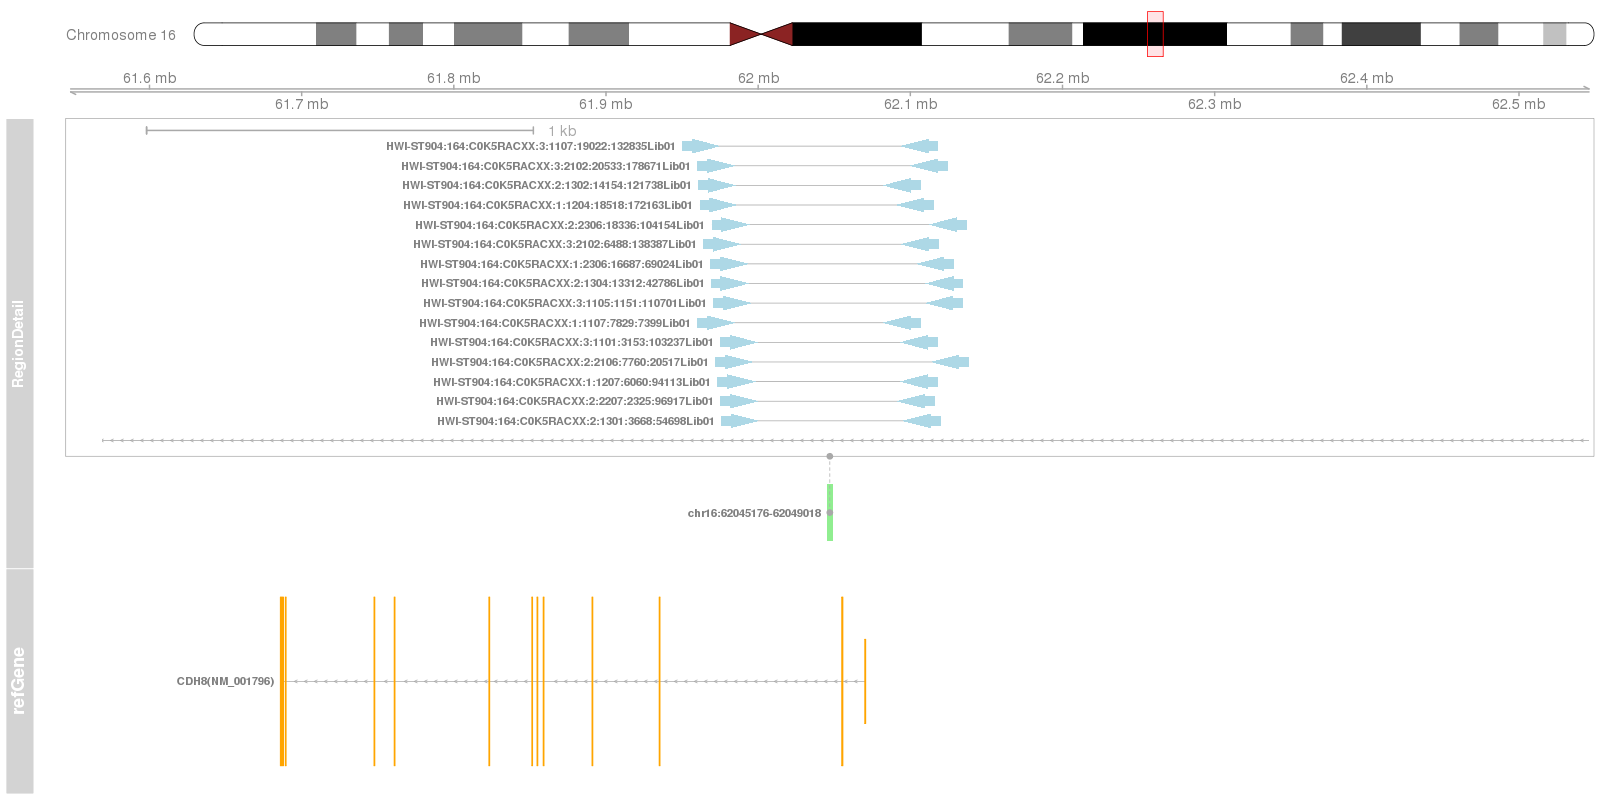 Chromosome 16
61.6 mb 61.8 mb 62 mb 62.2 mb 62.4 mb
61.7 mb 61.9 mb 62.1 mb 62.3 mb 62.5 mb
RegionDetail
1 kb
HWI-ST904:164:C0K5RACXX:3:1107:19022:132835Lib01
HWI-ST904:164:C0K5RACXX:3:2102:20533:178671Lib01
HWI-ST904:164:C0K5RACXX:2:1302:14154:121738Lib01
HWI-ST904:164:C0K5RACXX:1:1204:18518:172163Lib01
HWI-ST904:164:C0K5RACXX:2:2306:18336:104154Lib01
HWI-ST904:164:C0K5RACXX:3:2102:6488:138387Lib01
HWI-ST904:164:C0K5RACXX:1:2306:16687:69024Lib01
HWI-ST904:164:C0K5RACXX:2:1304:13312:42786Lib01
HWI-ST904:164:C0K5RACXX:3:1105:1151:110701Lib01
HWI-ST904:164:C0K5RACXX:1:1107:7829:7399Lib01
HWI-ST904:164:C0K5RACXX:3:1101:3153:103237Lib01
HWI-ST904:164:C0K5RACXX:2:2106:7760:20517Lib01
HWI-ST904:164:C0K5RACXX:1:1207:6060:94113Lib01
HWI-ST904:164:C0K5RACXX:2:2207:2325:96917Lib01
HWI-ST904:164:C0K5RACXX:2:1301:3668:54698Lib01
chr16:62045176-62049018
refGene
CDH8(NM_001796)